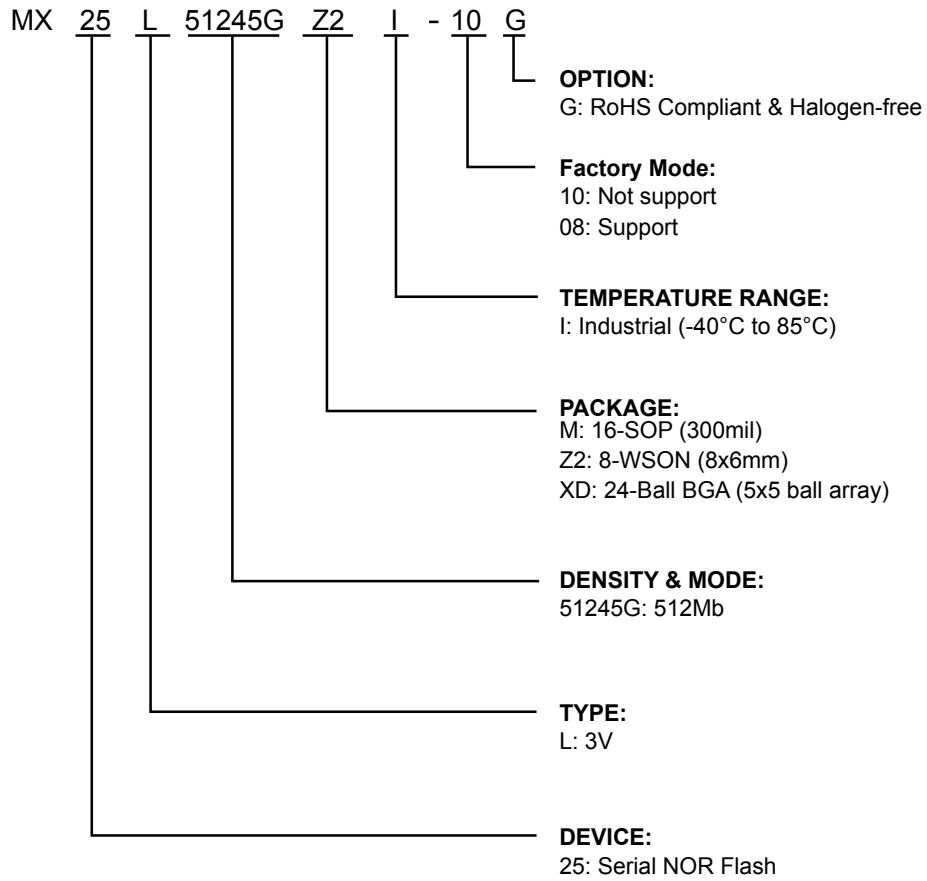 MX 25 L 51245G Z2 I - 10 G
OPTION:
G: RoHS Compliant & Halogen-free
Factory Mode:
10: Not support
08: Support
TEMPERATURE RANGE:
I: Industrial (-40°C to 85°C)
PACKAGE:
M: 16-SOP (300mil)
Z2: 8-WSON (8x6mm)
XD: 24-Ball BGA (5x5 ball array)
DENSITY & MODE:
51245G: 512Mb
TYPE:
L: 3V
DEVICE:
25: Serial NOR Flash